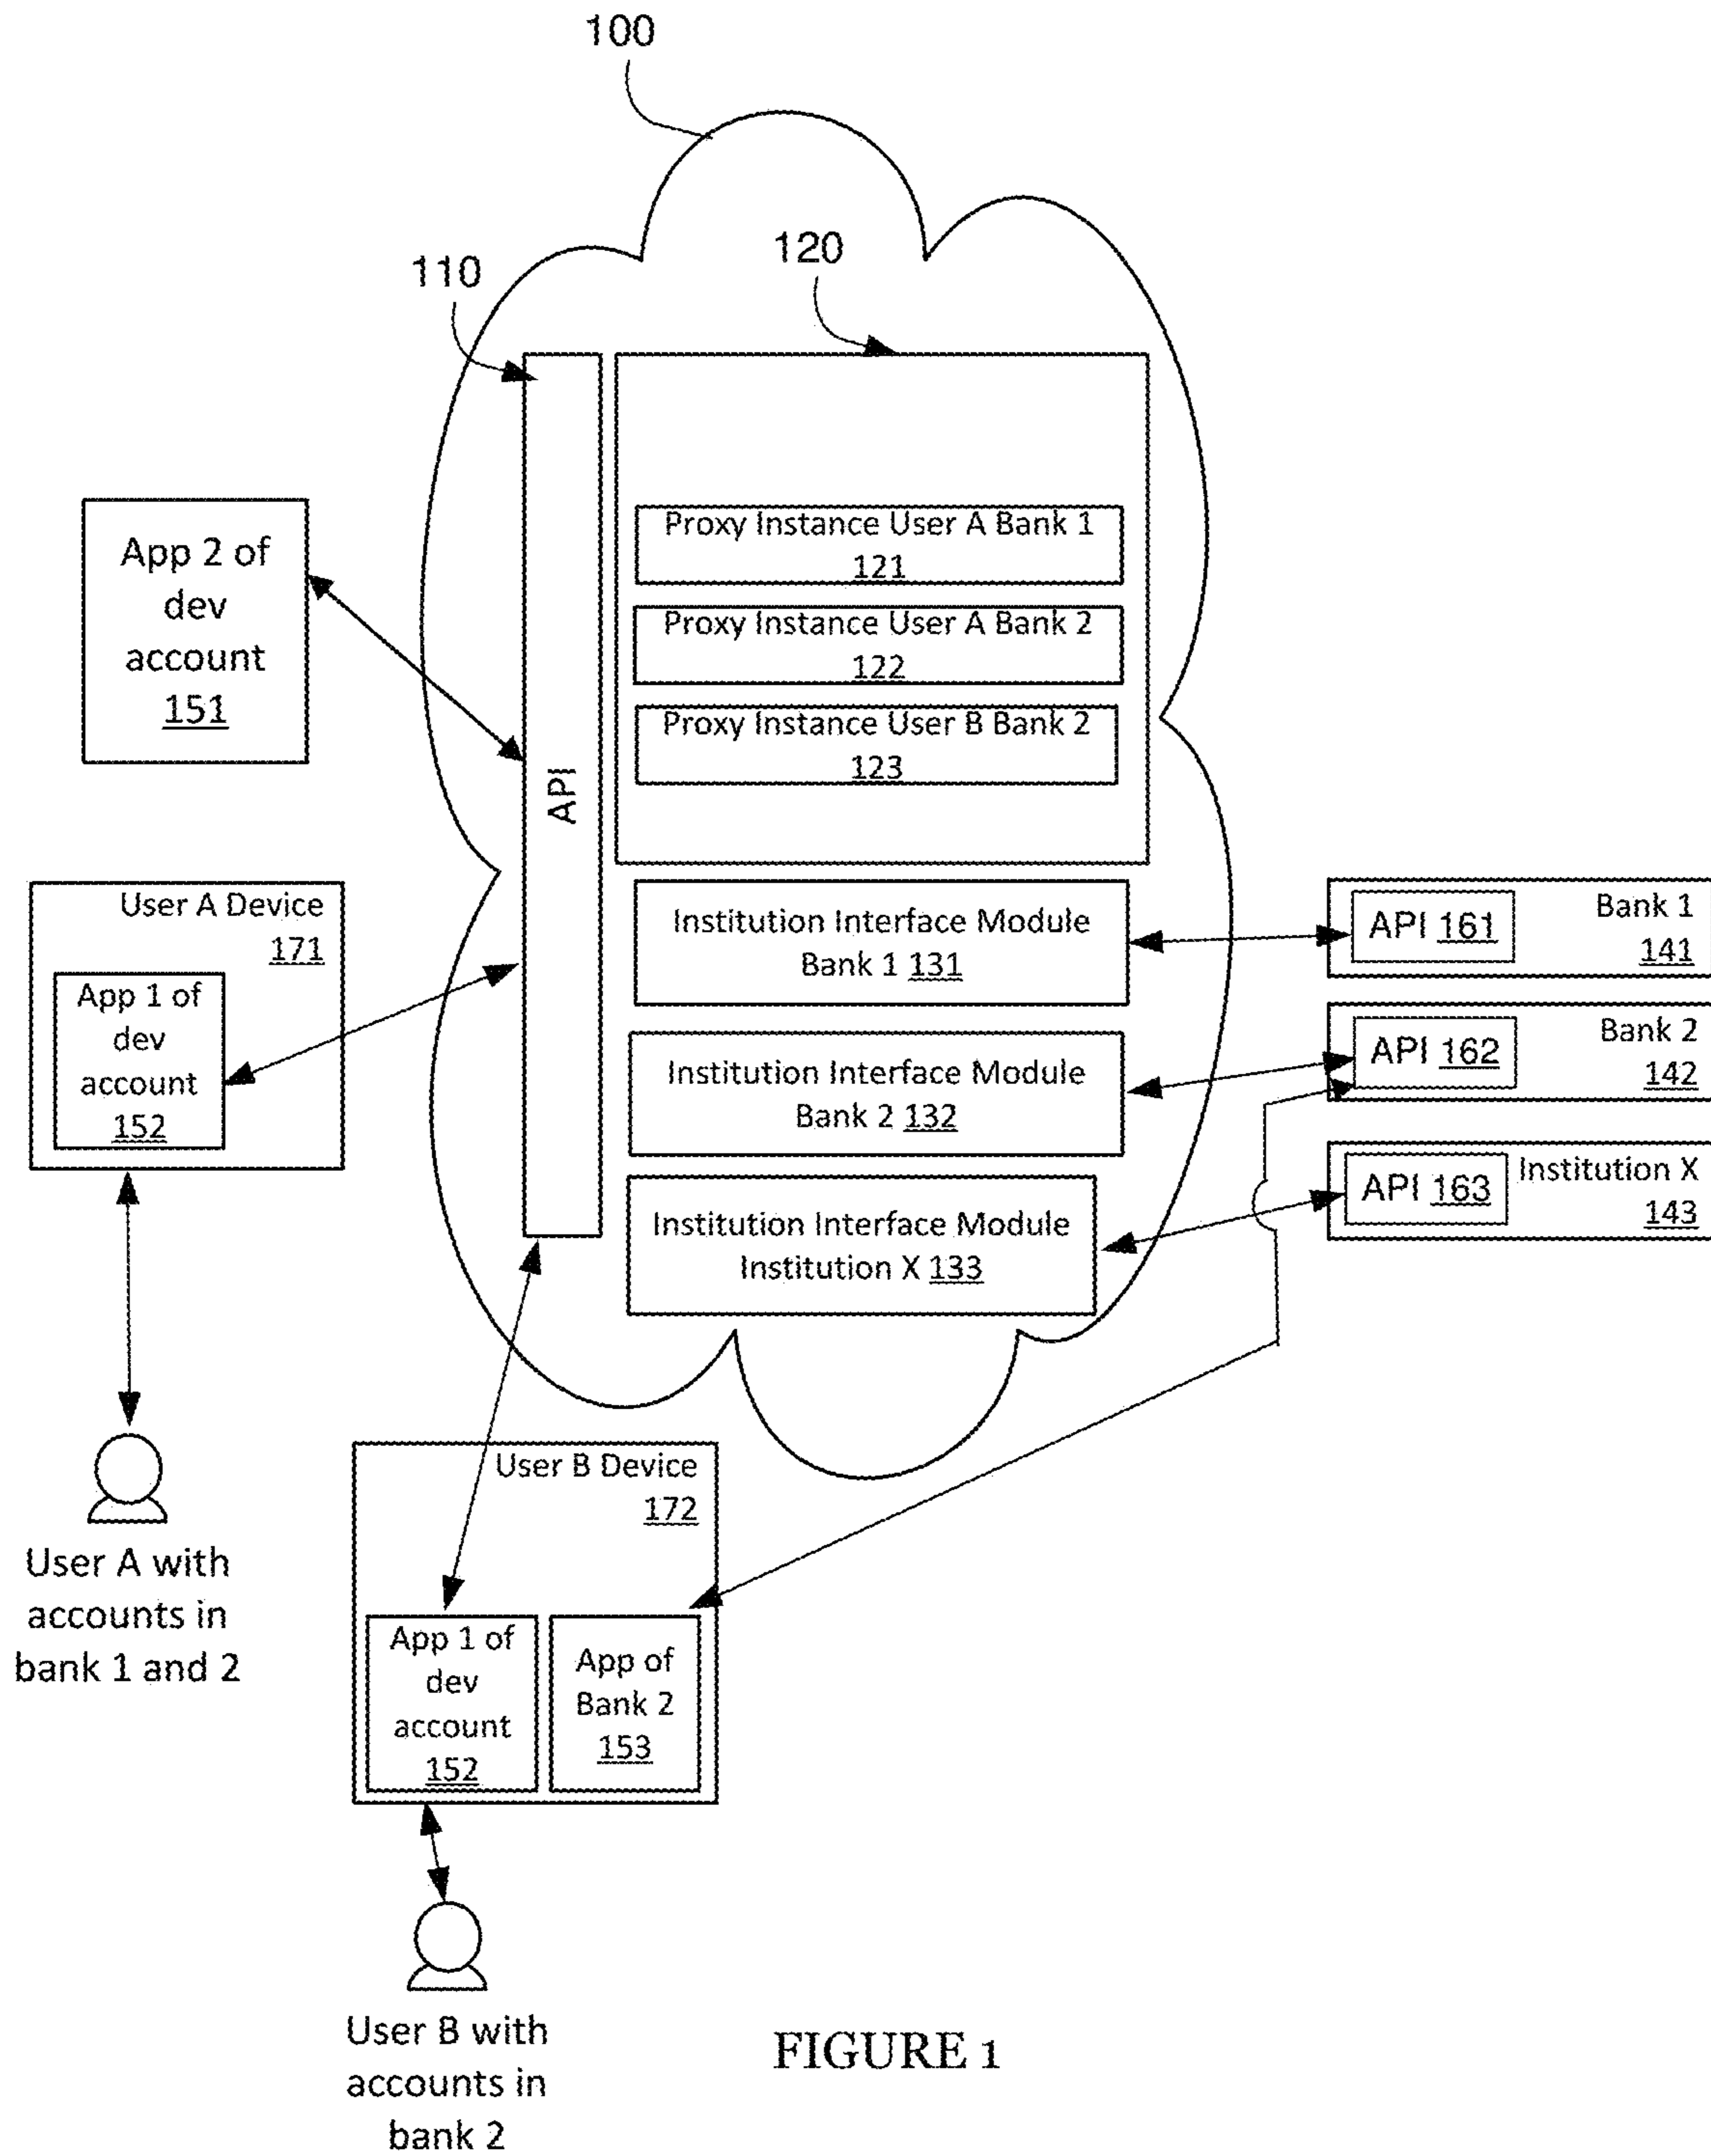 100
120
110
Proxy Instance User A Bank 1
121
Proxy Instance User A Bank 2
122
Proxy Instance User B Bank 2
123
App 2 of
dev
account
151
API
User A Device
171
App 1 of
dev
account
152
Institution Interface Module
Bank 1 131
Institution Interface Module
Bank 2 132
Institution Interface Module
Institution X 133
API 161
Bank 1
141
API 162
Bank 2
142
API 163
Institution X
143
User A with
accounts in
bank 1 and 2
User B Device
172
App 1 of
dev
account
152
App of
Bank 2
153
User B with
accounts in
bank 2
FIGURE 1